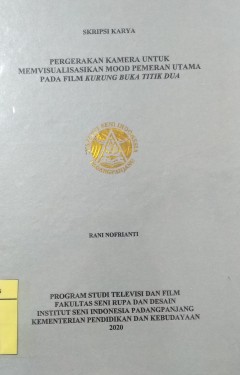 SKRIPSI KARYA
PERGERAKAN KAMERA UNTUK
MEMVISUALISASIKAN MOOD PEMERAN UTAMA
PADA FILM KURUNG BUKA TITIK DUA
RANI NOFRIANTI
PROGRAM STUDI TELEVISI DAN FILM
FAKULTAS SENI RUPA DAN DESAIN
INSTITUT SENI INDONESIA PADANGPANJANG
KEMENTERIAN PENDIDIKAN DAN KEBUDAYAAN
2020